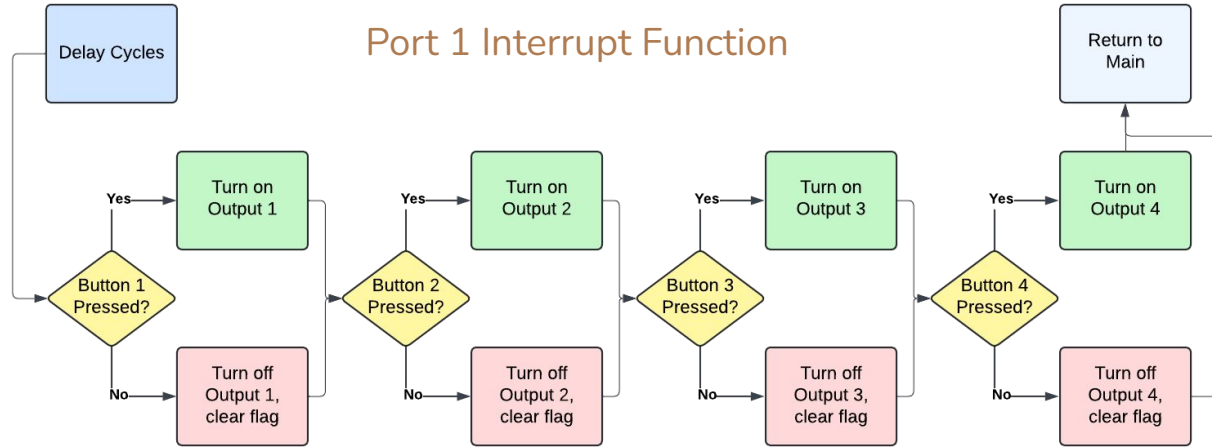 Port 1 Interrupt Function
Delay Cycles
Return to
Main
Button 1
Pressed?
Yes
Turn on
Output 1
No
Turn off
Output 1,
clear flag
Button 2
Pressed?
Yes
Turn on
Output 2
No
Turn off
Output 2,
clear flag
Button 3
Pressed?
Yes
Turn on
Output 3
No
Turn off
Output 3,
clear flag
Button 4
Pressed?
Yes
Turn on
Output 4
No
Turn off
Output 4,
clear flag